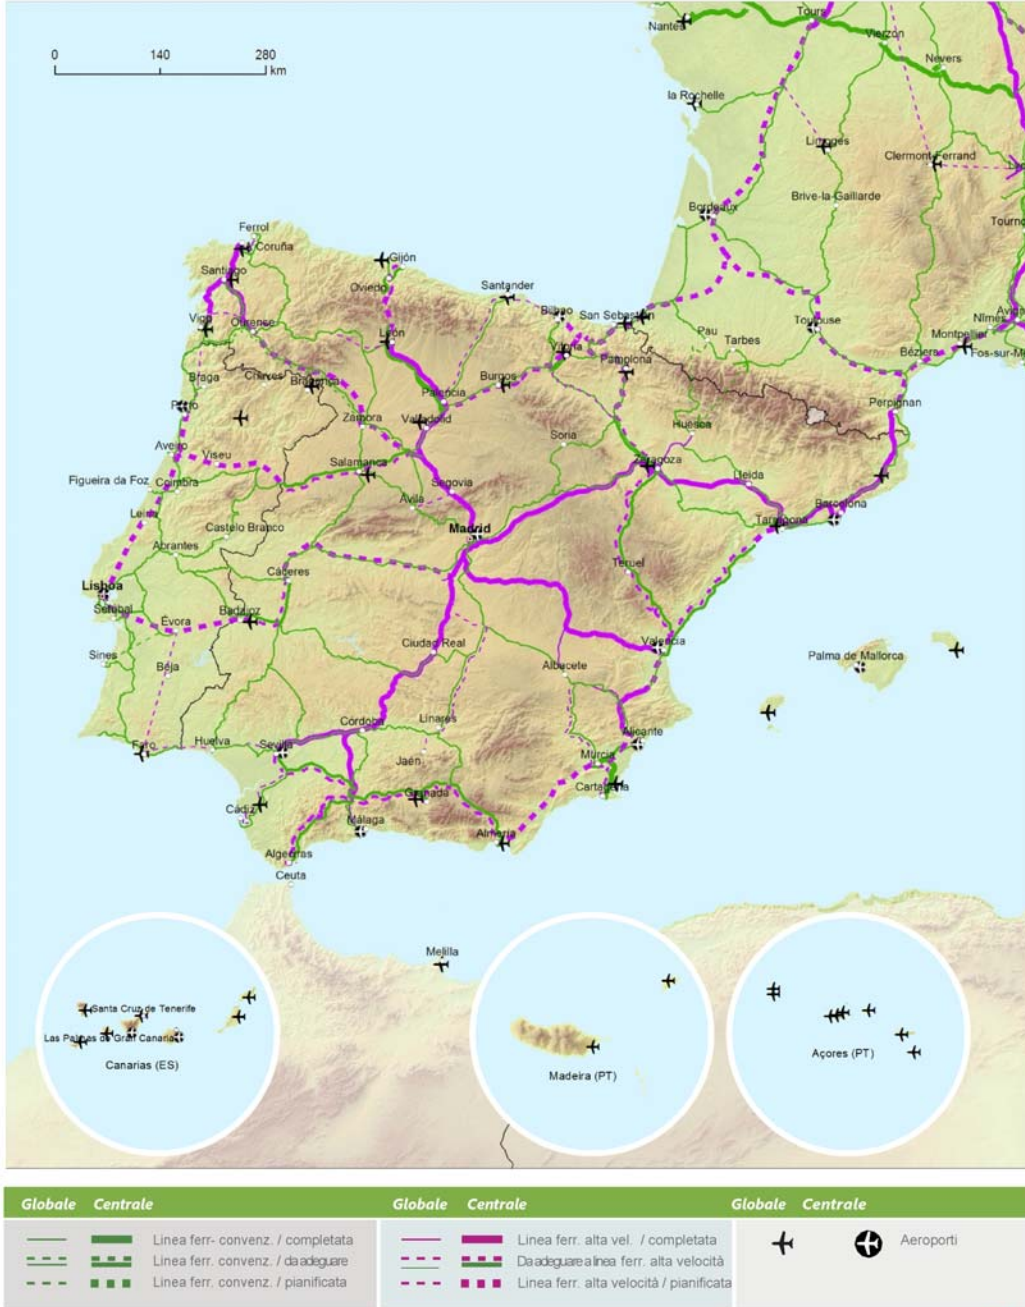 0 140 280
km
Nantes
Tours
Vierzon
Nevers
la Rochelle
Limoges
Clermont-Ferrand
Brive-la-Gaillarde
Bordeaux
Ferrol
A Coruña
Gijón
Santiago
Oviedo
Santander
Bilbao
San Sebastián
Toulouse
Nîmes
Montpellier
Vigo
Ourense
León
Vitoria
Pau
Tarbes
Béziers
Pamplona
Braga
Chaves
Bragança
Burgos
Palencia
Perpignan
Porto
Zamora
Valladolid
Huesca
Soria
Aveiro
Viseu
Salamanca
Zaragoza
Lleida
Figueira da Foz
Coimbra
Segovia
Ávila
Barcelona
Leiria
Castelo Branco
Madrid
Tarragona
Abrantes
Cáceres
Teruel
Lisboa
Setúbal
Évora
Badajoz
Ciudad Real
Valencia
Sines
Béja
Albacete
Palma de Mallorca
Córdoba
Linares
Alicante
Faro
Huelva
Sevilla
Jaén
Murcia
Cartagena
Granada
Cádiz
Málaga
Almería
Algeciras
Ceuta
Melilla
Santa Cruz de Tenerife
Las Palmas de Gran Canaria
Canarias (ES)
Madeira (PT)
Açores (PT)
Globale Centrale
Linea ferr- convenz. / completata
Linea ferr. convenz. / da adeguare
Linea ferr. convenz. / pianificata
Globale Centrale
Linea ferr. alta vel. / completata
Da adeguare a linea ferr. alta velocità
Linea ferr. alta velocità / pianificata
Globale Centrale
Aeroporti